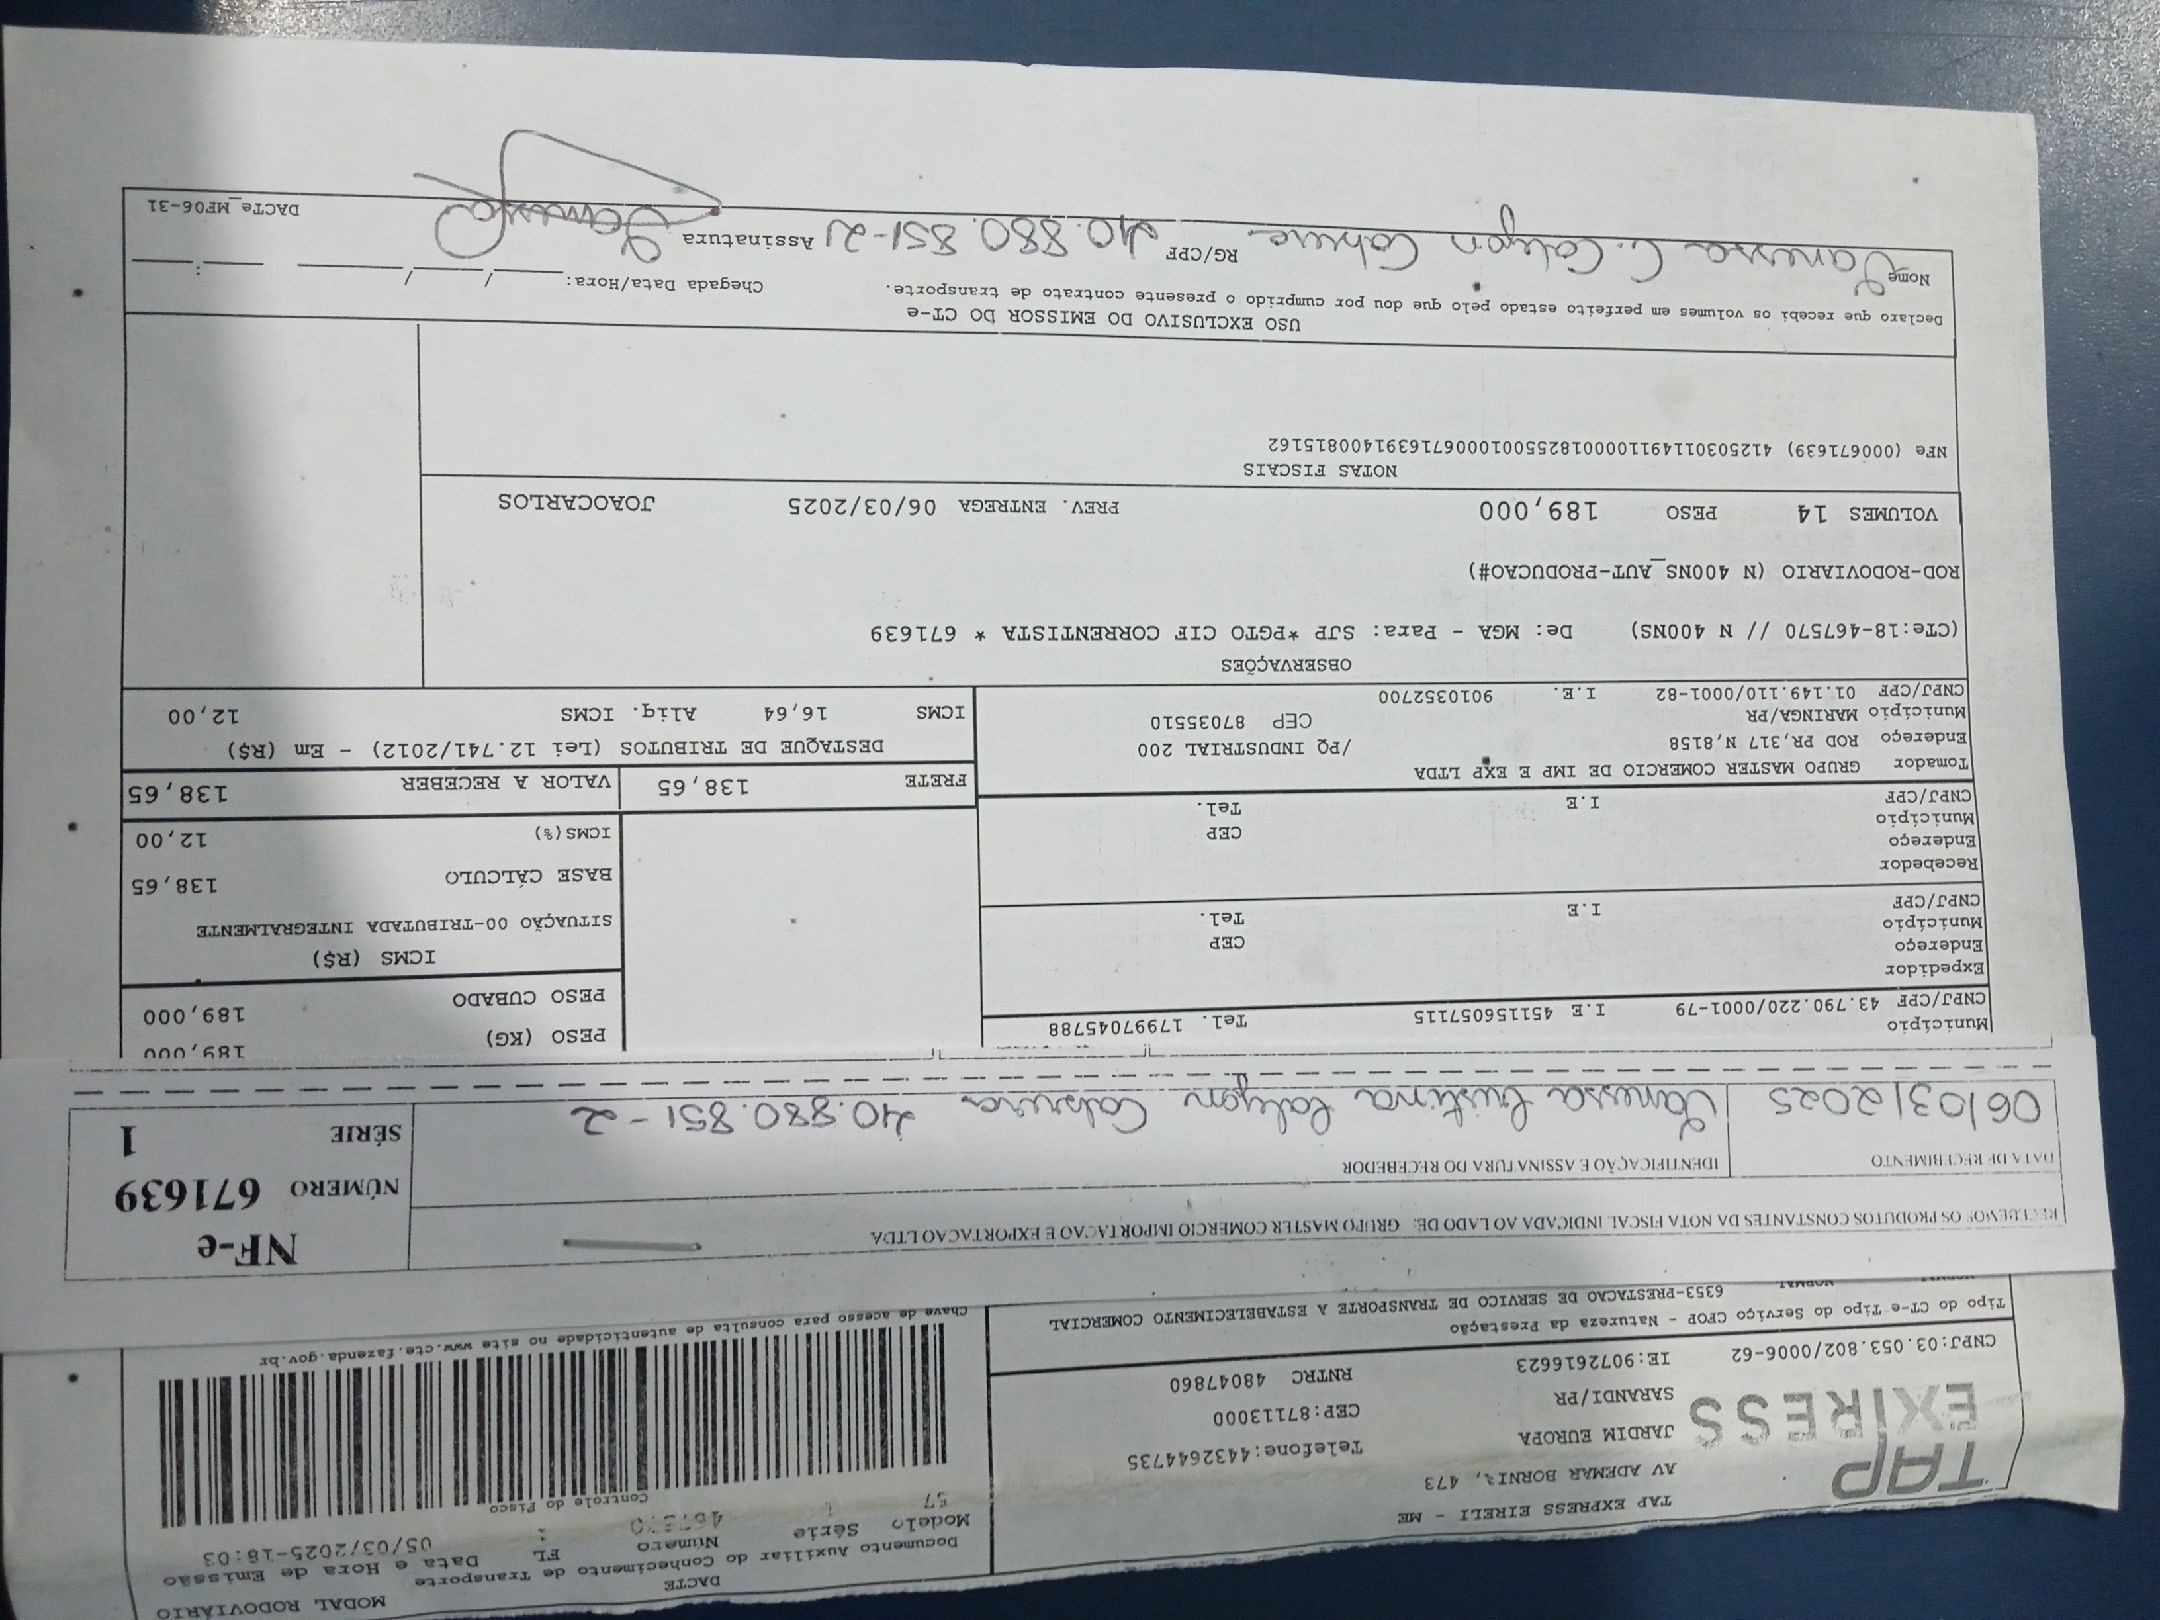 DACTE
MODAL RODOVIÁRIO
Documento Auxiliar do Conhecimento de Transporte
Modelo Série Número FL Data e Hora de Emissão
57 1 467570 1 05/03/2025-18:03
Controle do Fisco
Chave de acesso para consulta de autenticidade no site www.cte.fazenda.gov.br
TAP
EXPRESS
TAP EXPRESS EIRELI - ME
AV ADEMAR BORNIA, 473 Telefone:4432644735
JARDIM EUROPA CEP:87113000
SARANDI/PR
CNPJ:03.053.802/0006-62 IE:9072616623 RNTRC 48047860
Tipo do CT-e Tipo do Serviço CFOP - Natureza da Prestação
NORMAL NORMAL 6353-PRESTACAO DE SERVICO DE TRANSPORTE A ESTABELECIMENTO COMERCIAL
RECEBEMOS OS PRODUTOS CONSTANTES DA NOTA FISCAL INDICADA AO LADO DE: GRUPO MASTER COMERCIO IMPORTACAO E EXPORTACAO LTDA
NF-e
NÚMERO 671639
SÉRIE 1
DATA DE RECEBIMENTO IDENTIFICAÇÃO E ASSINATURA DO RECEBEDOR
06/03/2025 Vanessa Cristina 40.880.851-2
Município
CNPJ/CPF 43.790.220/0001-79 I.E 451156057115 Tel. 17997045788
Expedidor
Endereço
Município CEP
CNPJ/CPF I.E Tel.
Recebedor
Endereço
Município CEP
CNPJ/CPF I.E Tel.
Tomador GRUPO MASTER COMERCIO DE IMP E EXP LTDA
Endereço ROD PR,317 N,8158 /PQ INDUSTRIAL 200
Município MARINGA/PR CEP 87035510
CNPJ/CPF 01.149.110/0001-82 I.E. 9010352700
PESO (KG) 189,000
PESO CUBADO 189,000
ICMS (R$)
SITUAÇÃO 00-TRIBUTADA INTEGRALMENTE
BASE CÁLCULO 138,65
ICMS(%) 12,00
FRETE 138,65 VALOR A RECEBER 138,65
DESTAQUE DE TRIBUTOS (Lei 12.741/2012) - Em (R$)
ICMS 16,64 Aliq. ICMS 12,00
OBSERVAÇÕES
(CTe:18-467570 // N 400NS) De: MGA - Para: SJP *PGTO CIF CORRENTISTA * 671639
ROD-RODOVIARIO (N 400NS_AUT-PRODUCAO#)
VOLUMES 14 PESO 189,000 PREV. ENTREGA 06/03/2025 JOAOCARLOS
NOTAS FISCAIS
NFe (000671639) 41250301149110000182550010006716391400815162
USO EXCLUSIVO DO EMISSOR DO CT-e
Declaro que recebi os volumes em perfeito estado pelo que dou por cumprido o presente contrato de transporte. Chegada Data/Hora: / / :
Nome Vanessa C. RG/CPF 40.880.851-2 Assinatura Vanessa
DACTe_MF06-31